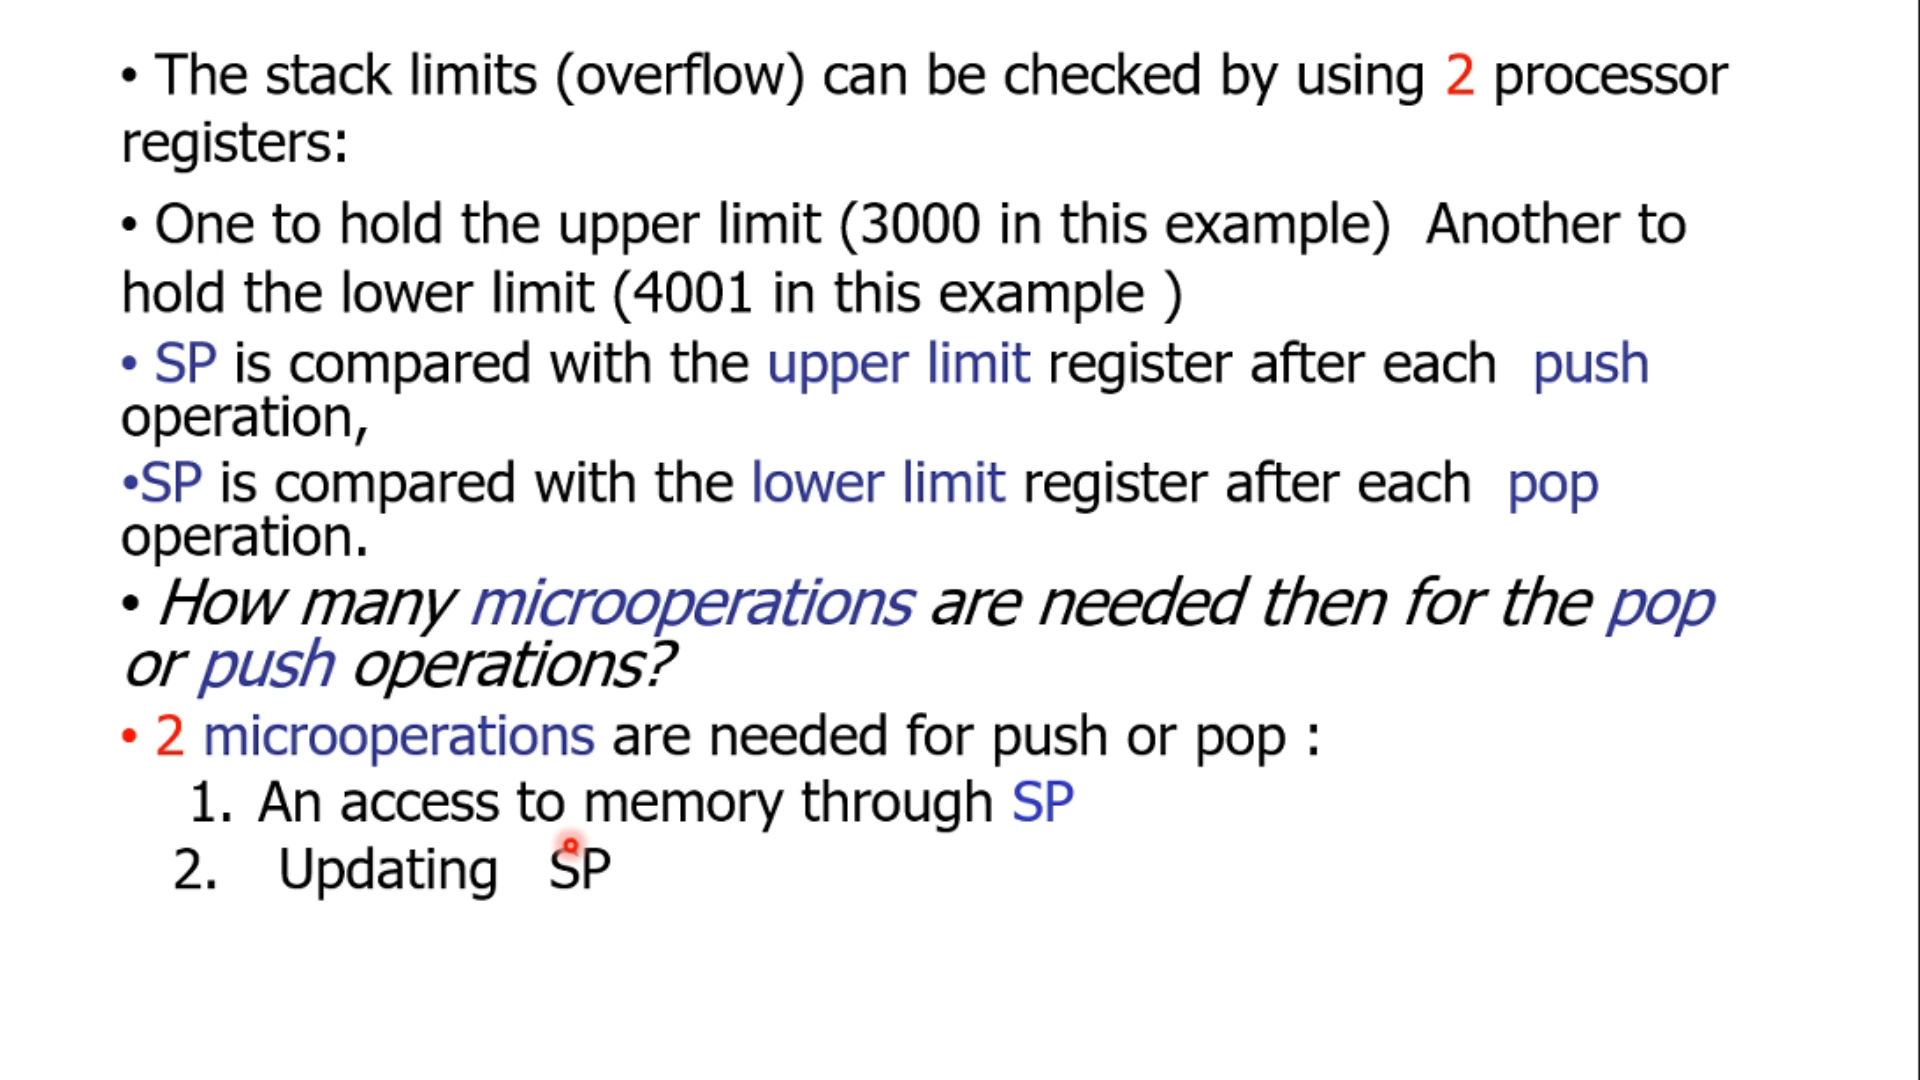 • The stack limits (overflow) can be checked by using 2 processor
registers:
• One to hold the upper limit (3000 in this example)  Another to
hold the lower limit (4001 in this example )
• SP is compared with the upper limit register after each  push
operation,
•SP is compared with the lower limit register after each  pop
operation.
• How many microoperations are needed then for the pop
or push operations?
• 2 microoperations are needed for push or pop :
1. An access to memory through SP
2.  Updating  SP